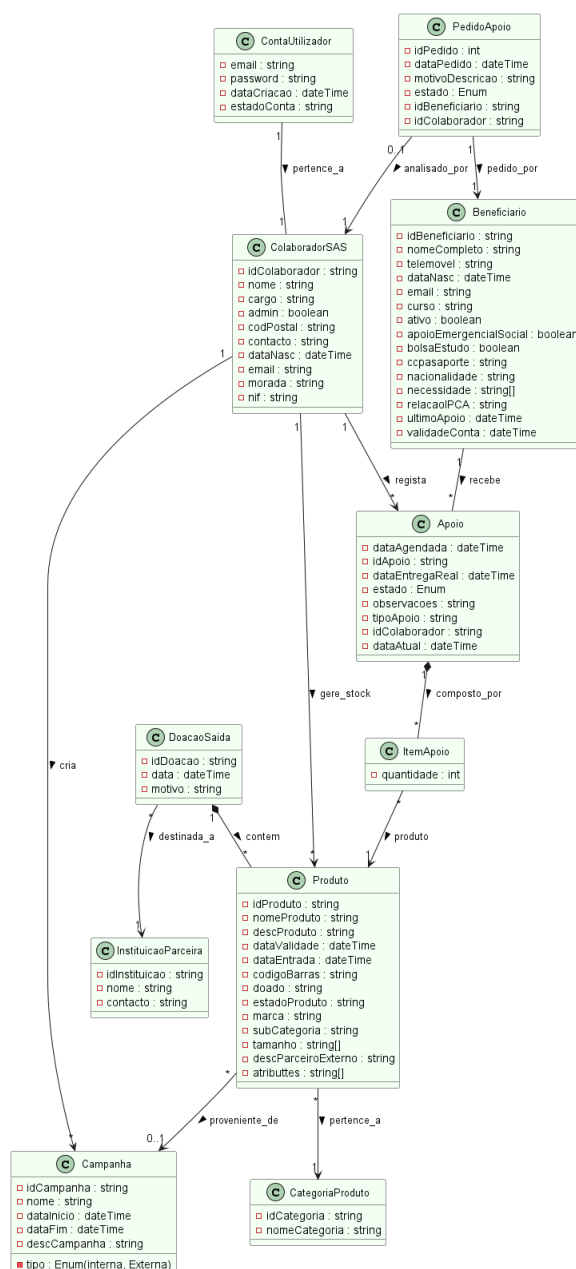 C ContaUtilizador
email : string
password : string
dataCriacao : dateTime
estadoConta : string
C PedidoApoio
idPedido : int
dataPedido : dateTime
motivoDescricao : string
estado : Enum
idBeneficiario : string
idColaborador : string
1
pertence_a
1
0..1
analisado_por
1
1
pedido_por
1
C ColaboradorSAS
idColaborador : string
nome : string
cargo : string
admin : boolean
codPostal : string
contacto : string
dataNasc : dateTime
email : string
morada : string
nif : string
C Beneficiario
idBeneficiario : string
nomeCompleto : string
telemovel : string
dataNasc : dateTime
email : string
curso : string
ativo : boolean
apoioEmergencialSocial : boolean
bolsaEstudo : boolean
ccpasaporte : string
nacionalidade : string
necessidade : string[]
relacaoIPCA : string
ultimoApoio : dateTime
validadeConta : dateTime
1
1
1
regista
*
1
recebe
*
C Apoio
dataAgendada : dateTime
idApoio : string
dataEntregaReal : dateTime
estado : Enum
observacoes : string
tipoApoio : string
idColaborador : string
dataAtual : dateTime
1
composto_por
*
gere_stock
*
cria
*
C DoacaoSaida
idDoacao : string
data : dateTime
motivo : string
C ItemApoio
quantidade : int
*
destinada_a
1
1
contem
*
*
produto
1
C InstituicaoParceira
idInstituicao : string
nome : string
contacto : string
C Produto
idProduto : string
nomeProduto : string
descProduto : string
dataValidade : dateTime
dataEntrada : dateTime
codigoBarras : string
doado : string
estadoProduto : string
marca : string
subCategoria : string
tamanho : string[]
descParceiroExterno : string
atributtes : string[]
*
proveniente_de
0..1
*
pertence_a
1
C Campanha
idCampanha : string
nome : string
dataInicio : dateTime
dataFim : dateTime
descCampanha : string
tipo : Enum(interna, Externa)
C CategoriaProduto
idCategoria : string
nomeCategoria : string